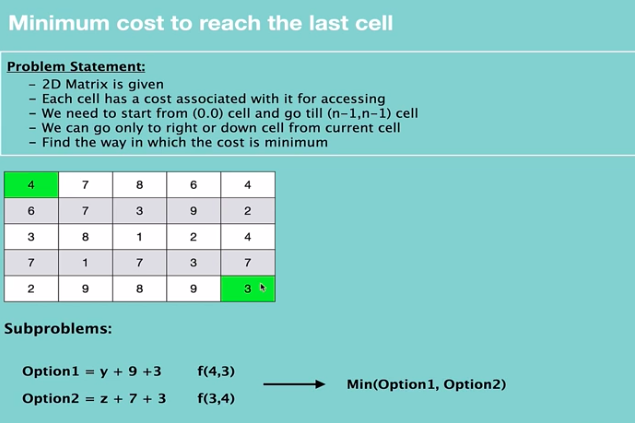 Minimum cost to reach the last cell
Problem Statement:
- 2D Matrix is given
- Each cell has a cost associated with it for accessing
- We need to start from (0.0) cell and go till (n-1,n-1) cell
- We can go only to right or down cell from current cell
- Find the way in which the cost is minimum
4 7 8 6 4
6 7 3 9 2
3 8 1 2 4
7 1 7 3 7
2 9 8 9 3
Subproblems:
Option1 = y + 9 +3 f(4,3)
Min(Option1, Option2)
Option2 = z + 7 + 3 f(3,4)